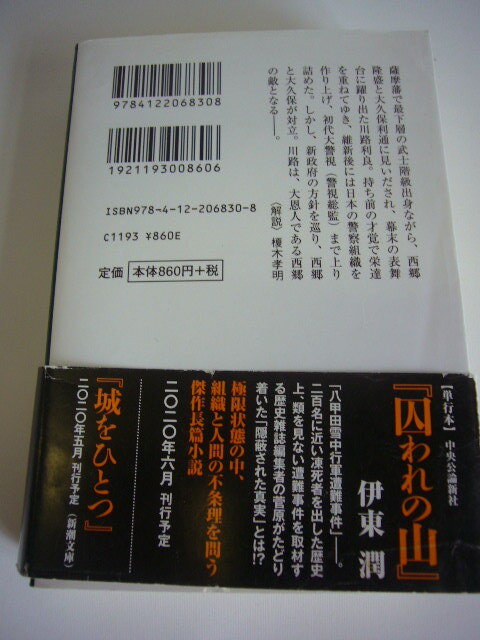 9784122068308
1921193008606
ISBN978-4-12-206830-8
C1193 ¥860E
定価 本体860円+税
薩摩藩で最下層の武士階級出身ながら、西郷
隆盛と大久保利通に見いだされ、幕末の表舞
台に躍り出た川路利良。持ち前の才覚で栄達
を重ねてゆき、維新後には日本の警察組織を
作り上げ、初代大警視(警視総監)まで上り
詰めた。しかし、新政府の方針を巡り、西郷
と大久保が対立。川路は、大恩人である西郷
の敵となる――。
〈解説〉榎木孝明
【単行本】 中央公論新社
『囚われの山』
伊東 潤
「八甲田雪中行軍遭難事件」――。
二百名に近い凍死者を出した歴史
上、類を見ない遭難事件を取材す
る歴史雑誌編集者の菅原がたどり
着いた「隠蔽された真実」とは!?
極限状態の中、
組織と人間の不条理を問う
傑作長篇小説
二〇二〇年六月 刊行予定
『城をひとつ』
二〇二〇年五月 刊行予定(新潮文庫)